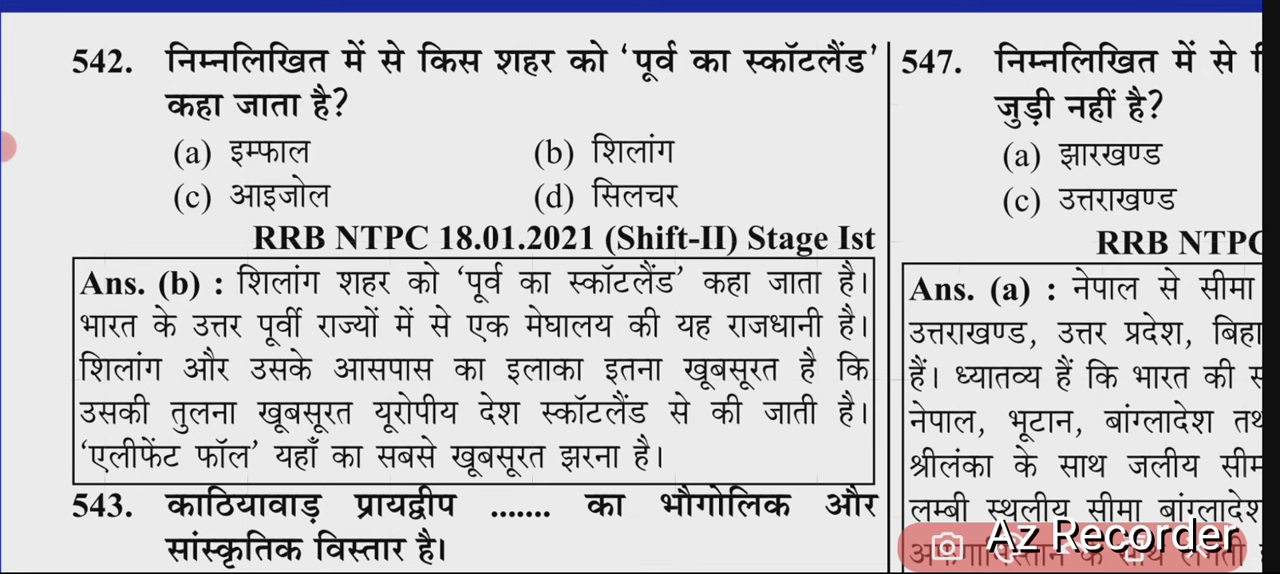 542. निम्नलिखित में से किस शहर को ‘पूर्व का स्कॉटलैंड’
कहा जाता है?
(a) इम्फाल (b) शिलांग
(c) आइजोल (d) सिलचर
RRB NTPC 18.01.2021 (Shift-II) Stage Ist
Ans. (b) : शिलांग शहर को ‘पूर्व का स्कॉटलैंड’ कहा जाता है।
भारत के उत्तर पूर्वी राज्यों में से एक मेघालय की यह राजधानी है।
शिलांग और उसके आसपास का इलाका इतना खूबसूरत है कि
उसकी तुलना खूबसूरत यूरोपीय देश स्कॉटलैंड से की जाती है।
‘एलीफेंट फॉल’ यहाँ का सबसे खूबसूरत झरना है।
543. काठियावाड़ प्रायद्वीप ....... का भौगोलिक और
सांस्कृतिक विस्तार है।
547. निम्नलिखित में से
जुड़ी नहीं है?
(a) झारखण्ड
(c) उत्तराखण्ड
RRB NTPC
Ans. (a) : नेपाल से सीमा
उत्तराखण्ड, उत्तर प्रदेश,
हैं। ध्यातव्य हैं कि भारत की
नेपाल, भूटान, बांग्लादेश
श्रीलंका के साथ जलीय
लम्बी स्थलीय सीमा बांग्लादेश
Az Recorder